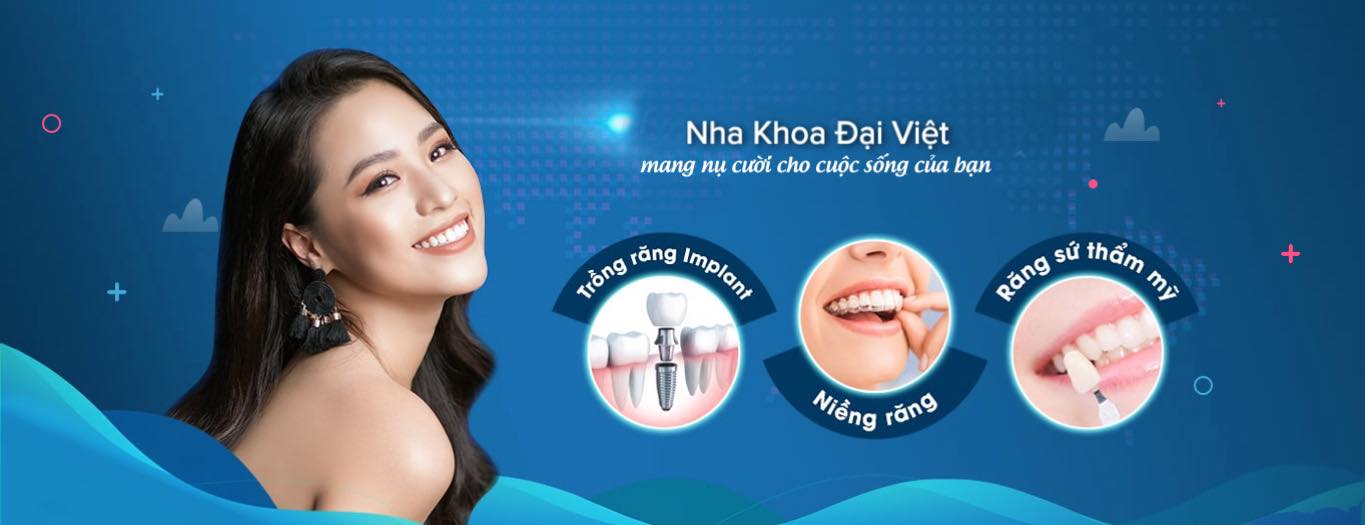 Nha Khoa Đại Việt
mang nụ cười cho cuộc sống của bạn
Trồng răng Implant
Niềng răng
Răng sứ thẩm mỹ